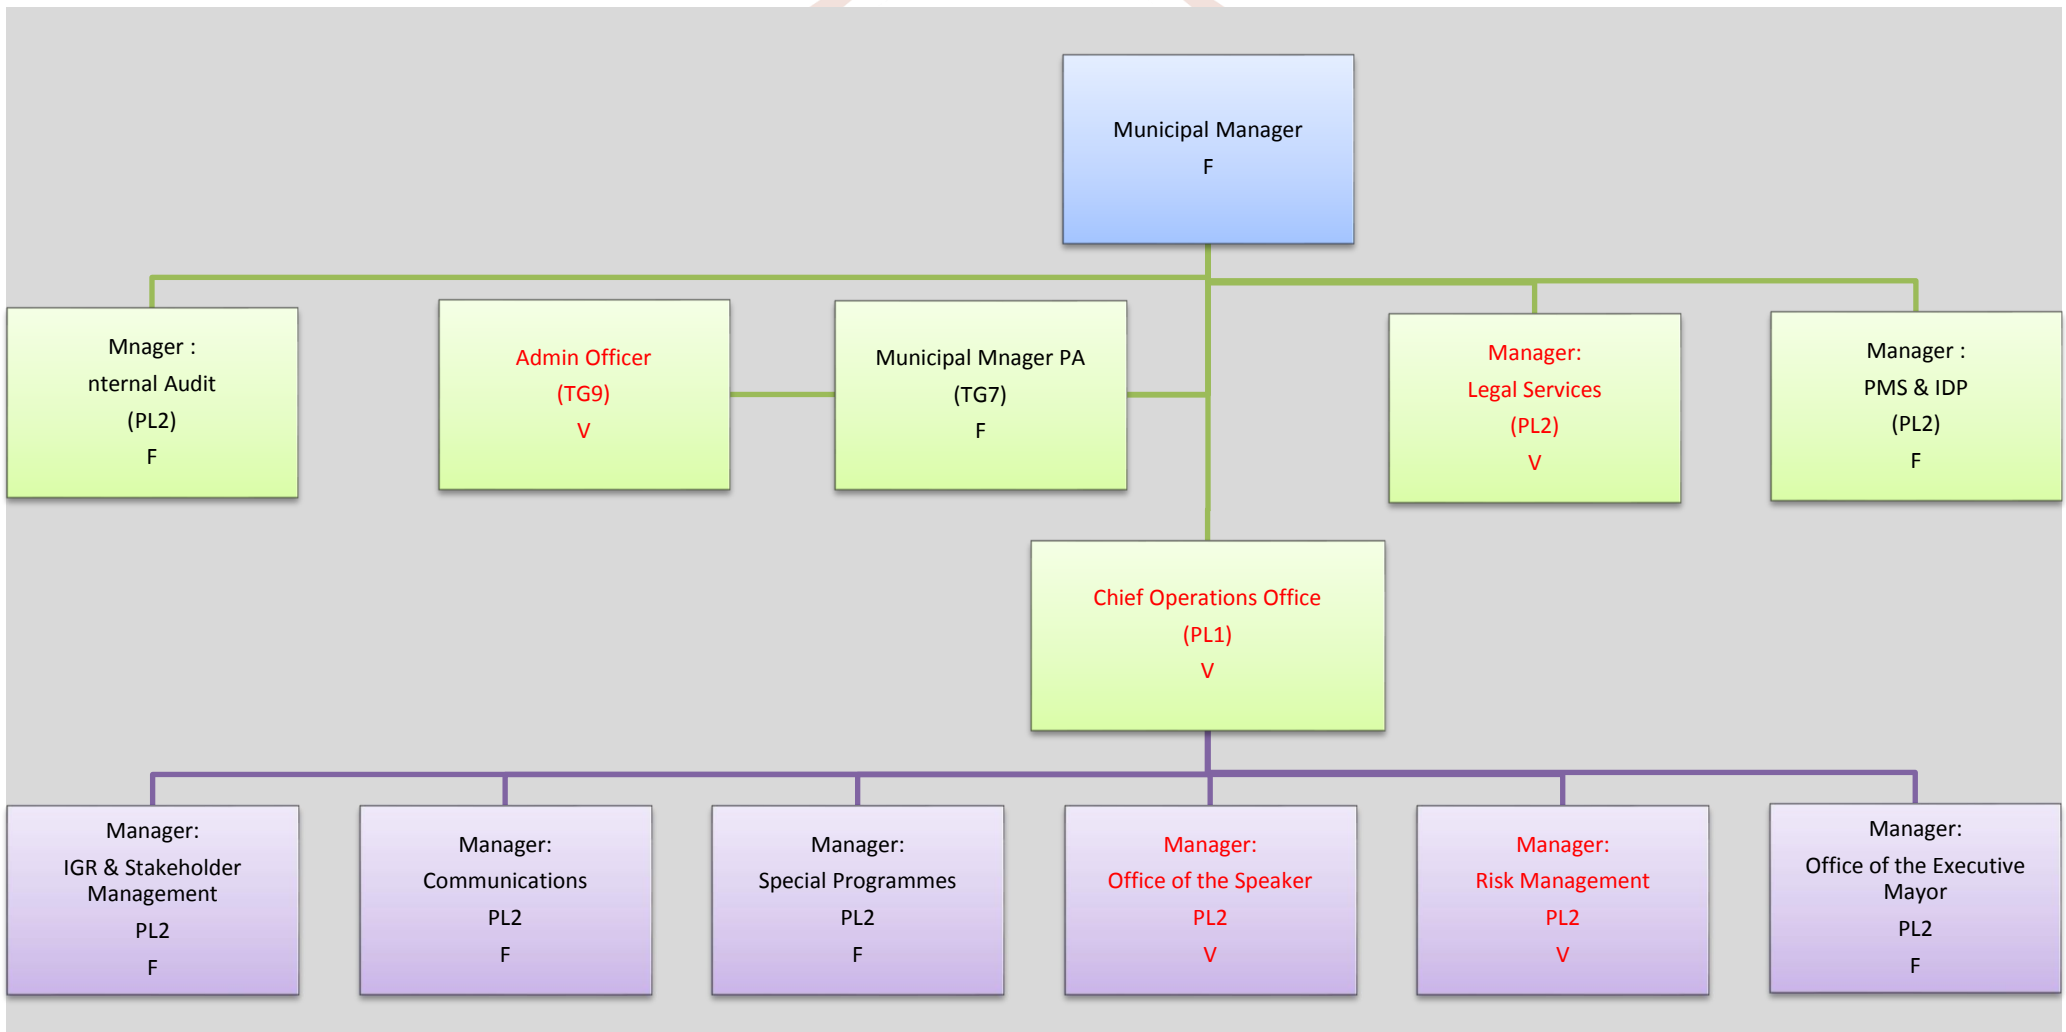 Municipal Manager
F
Mnager :
nternal Audit
(PL2)
F
Admin Officer
(TG9)
V
Municipal Mnager PA
(TG7)
F
Manager:
Legal Services
(PL2)
V
Manager :
PMS & IDP
(PL2)
F
Chief Operations Office
(PL1)
V
Manager:
IGR & Stakeholder
Management
PL2
F
Manager:
Communications
PL2
F
Manager:
Special Programmes
PL2
F
Manager:
Office of the Speaker
PL2
V
Manager:
Risk Management
PL2
V
Manager:
Office of the Executive
Mayor
PL2
F